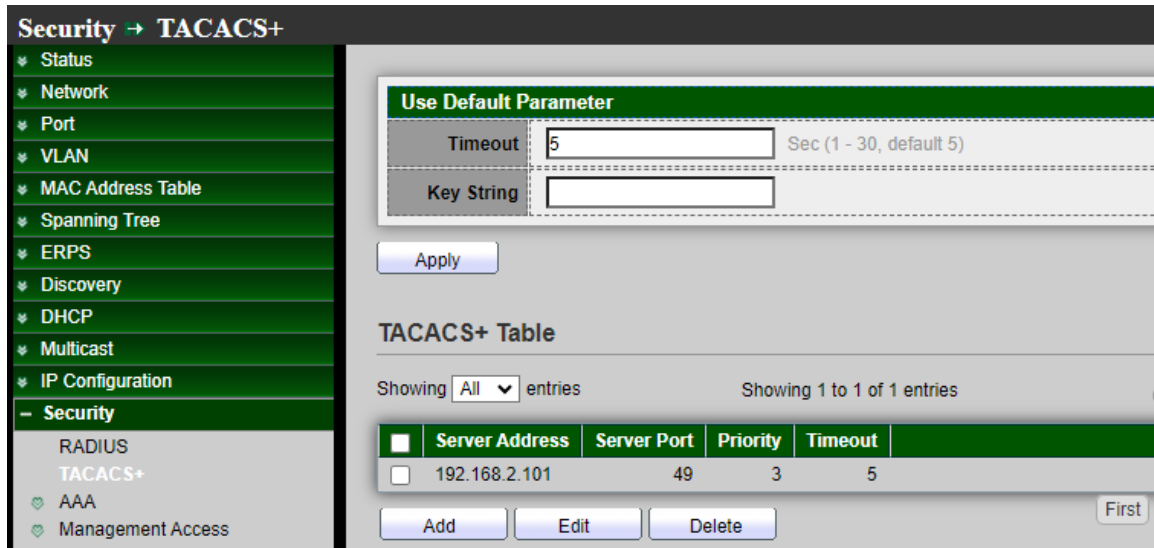 Security → TACACS+
Status
Network
Port
VLAN
MAC Address Table
Spanning Tree
ERPS
Discovery
DHCP
Multicast
IP Configuration
Security
RADIUS
TACACS+
AAA
Management Access
Use Default Parameter
Timeout 5 Sec (1 - 30, default 5)
Key String
Apply
TACACS+ Table
Showing All entries Showing 1 to 1 of 1 entries
Server Address Server Port Priority Timeout
192.168.2.101 49 3 5
Add Edit Delete First